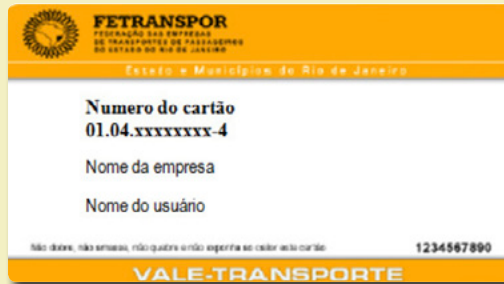 FETRANSPOR
FEDERAÇÃO DAS EMPRESAS
DE TRANSPORTES DE PASSAGEIROS
DO ESTADO DO RIO DE JANEIRO
Estado e Municípios do Rio de Janeiro
Numero do cartão
01.04.xxxxxxxx-4
Nome da empresa
Nome do usuário
Não dobre, não amasse, não quebre e não exponha ao calor este cartão
1234567890
VALE-TRANSPORTE